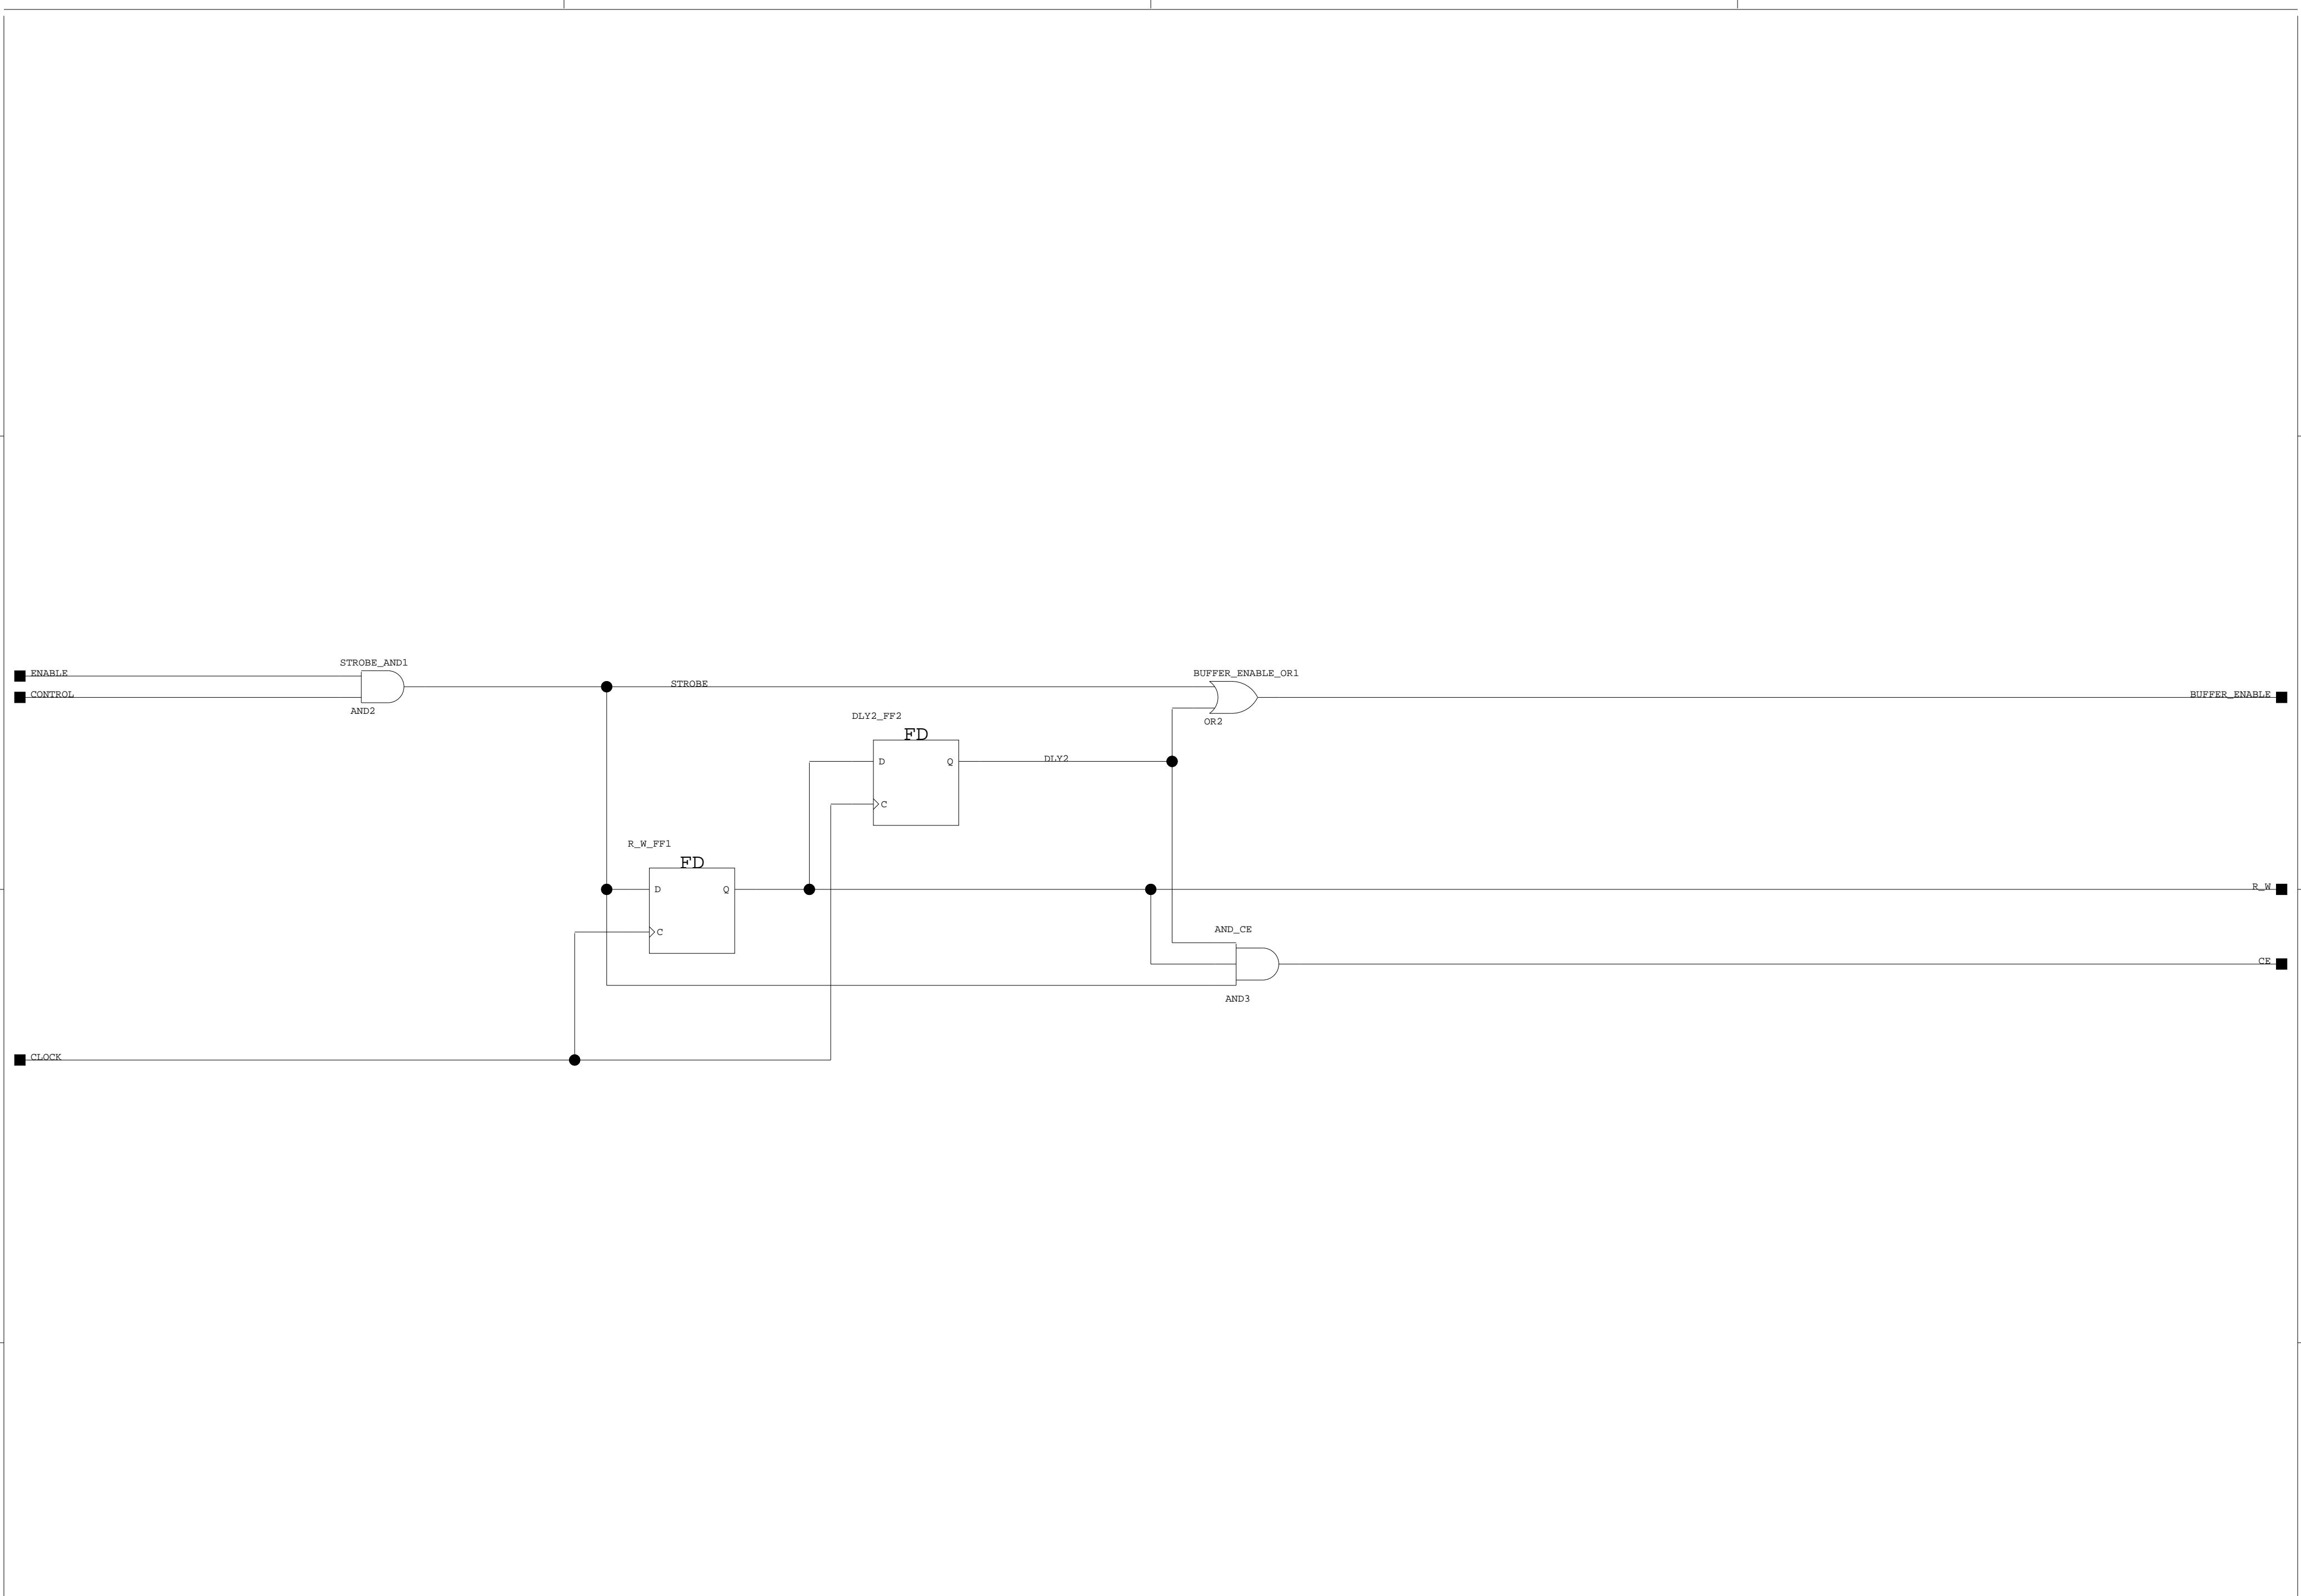 STROBE_AND1
ENABLE
CONTROL
AND2
STROBE
BUFFER_ENABLE_OR1
OR2
BUFFER_ENABLE
DLY2_FF2
FD
D
Q
C
DLY2
R_W_FF1
FD
D
Q
C
R_W
AND_CE
CE
AND3
CLOCK